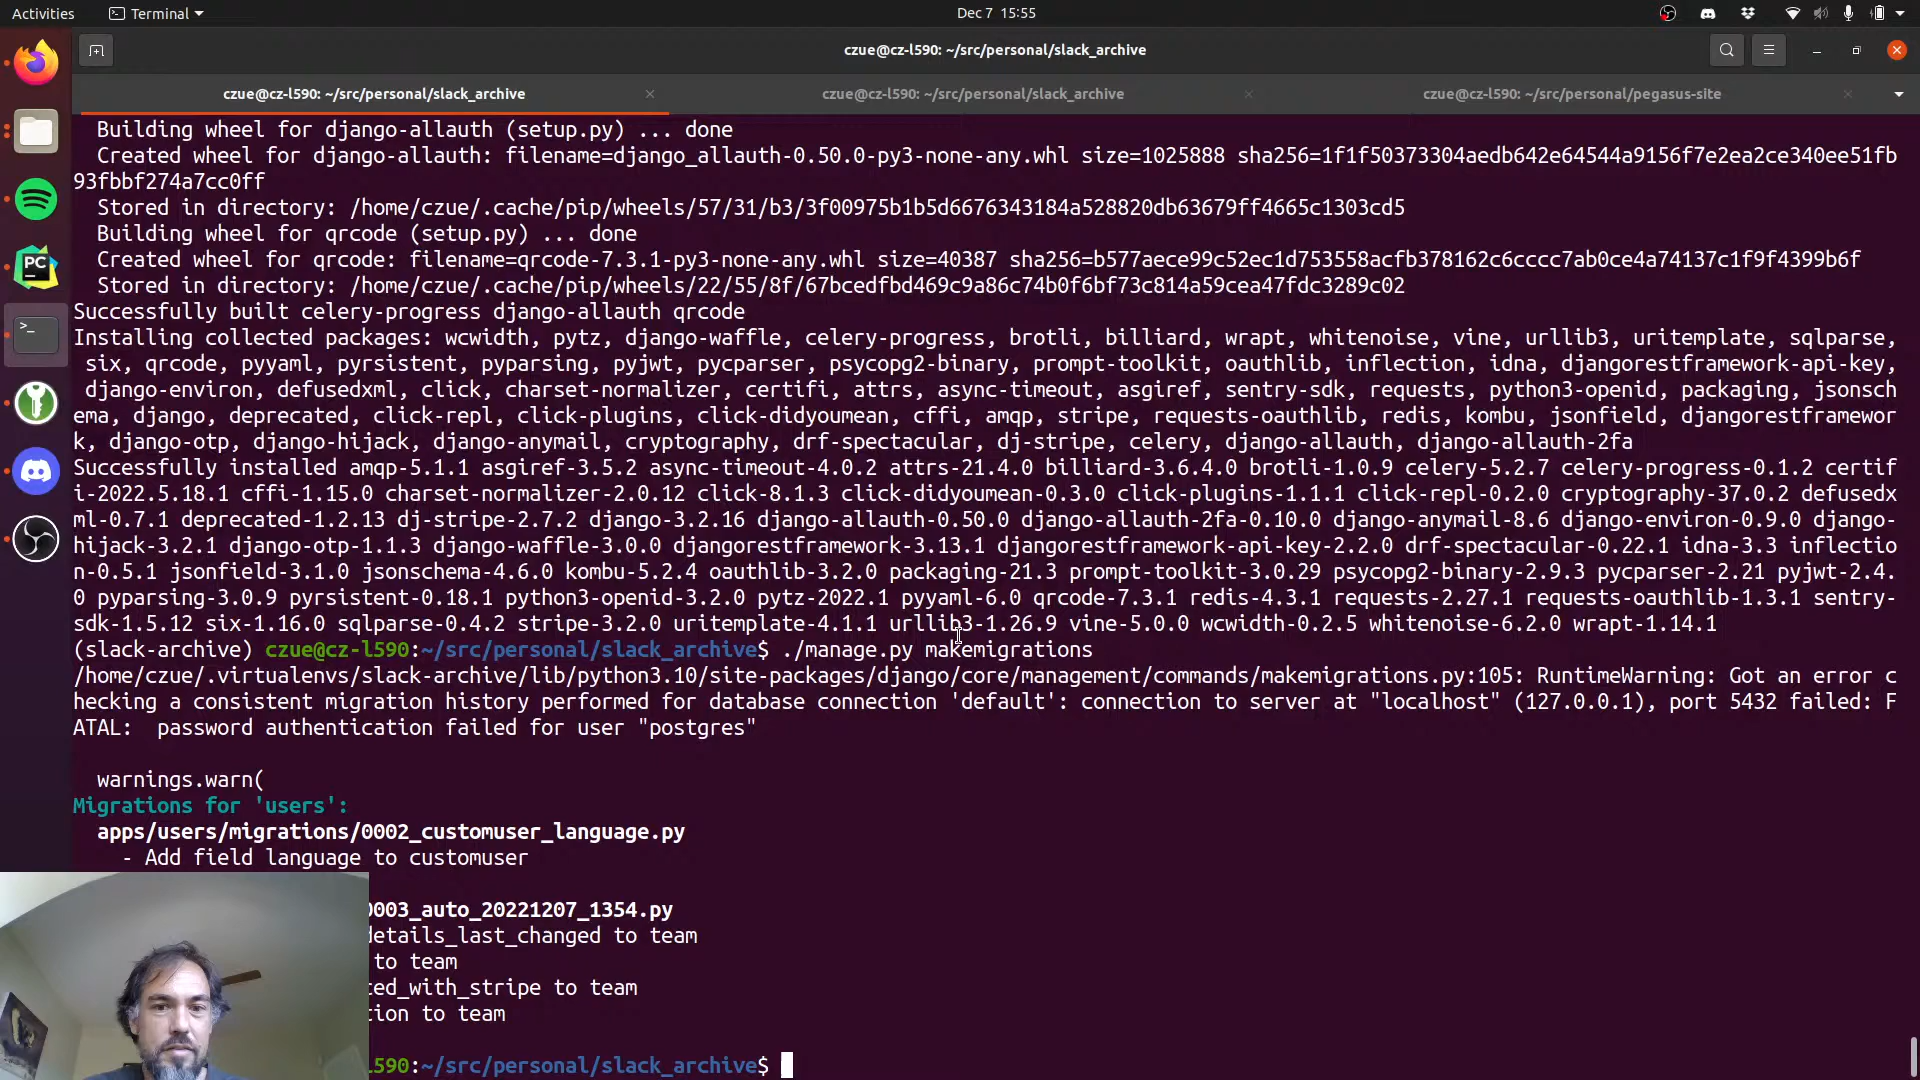 Activities
Terminal
Dec 7 15:55
czue@cz-l590: ~/src/personal/slack_archive
czue@cz-l590: ~/src/personal/slack_archive
czue@cz-l590: ~/src/personal/slack_archive
czue@cz-l590: ~/src/personal/pegasus-site
Building wheel for django-allauth (setup.py) ... done
Created wheel for django-allauth: filename=django_allauth-0.50.0-py3-none-any.whl size=1025888 sha256=1f1f50373304aedb642e64544a9156f7e2ea2ce340ee51fb
93fbbf274a7cc0ff
Stored in directory: /home/czue/.cache/pip/wheels/57/31/b3/3f00975b1b5d6676343184a528820db63679ff4665c1303cd5
Building wheel for qrcode (setup.py) ... done
Created wheel for qrcode: filename=qrcode-7.3.1-py3-none-any.whl size=40387 sha256=b577aece99c52ec1d753558acfb378162c6cccc7ab0ce4a74137c1f9f4399b6f
Stored in directory: /home/czue/.cache/pip/wheels/22/55/8f/67bcedfbd469c9a86c74b0f6bf73c814a59cea47fdc3289c02
Successfully built celery-progress django-allauth qrcode
Installing collected packages: wcwidth, pytz, django-waffle, celery-progress, brotli, billiard, wrapt, whitenoise, vine, urllib3, uritemplate, sqlparse,
six, qrcode, pyyaml, pyrsistent, pyparsing, pyjwt, pycparser, psycopg2-binary, prompt-toolkit, oauthlib, inflection, idna, djangorestframework-api-key,
django-environ, defusedxml, click, charset-normalizer, certifi, attrs, async-timeout, asgiref, sentry-sdk, requests, python3-openid, packaging, jsonsch
ema, django, deprecated, click-repl, click-plugins, click-didyoumean, cffi, amqp, stripe, requests-oauthlib, redis, kombu, jsonfield, djangorestframewor
k, django-otp, django-hijack, django-anymail, cryptography, drf-spectacular, dj-stripe, celery, django-allauth, django-allauth-2fa
Successfully installed amqp-5.1.1 asgiref-3.5.2 async-timeout-4.0.2 attrs-21.4.0 billiard-3.6.4.0 brotli-1.0.9 celery-5.2.7 celery-progress-0.1.2 certif
i-2022.5.18.1 cffi-1.15.0 charset-normalizer-2.0.12 click-8.1.3 click-didyoumean-0.3.0 click-plugins-1.1.1 click-repl-0.2.0 cryptography-37.0.2 defusedx
ml-0.7.1 deprecated-1.2.13 dj-stripe-2.7.2 django-3.2.16 django-allauth-0.50.0 django-allauth-2fa-0.10.0 django-anymail-8.6 django-environ-0.9.0 django-
hijack-3.2.1 django-otp-1.1.3 django-waffle-3.0.0 djangorestframework-3.13.1 djangorestframework-api-key-2.2.0 drf-spectacular-0.22.1 idna-3.3 inflectio
n-0.5.1 jsonfield-3.1.0 jsonschema-4.6.0 kombu-5.2.4 oauthlib-3.2.0 packaging-21.3 prompt-toolkit-3.0.29 psycopg2-binary-2.9.3 pycparser-2.21 pyjwt-2.4.
0 pyparsing-3.0.9 pyrsistent-0.18.1 python3-openid-3.2.0 pytz-2022.1 pyyaml-6.0 qrcode-7.3.1 redis-4.3.1 requests-2.27.1 requests-oauthlib-1.3.1 sentry-
sdk-1.5.12 six-1.16.0 sqlparse-0.4.2 stripe-3.2.0 uritemplate-4.1.1 urllib3-1.26.9 vine-5.0.0 wcwidth-0.2.5 whitenoise-6.2.0 wrapt-1.14.1
(slack-archive) czue@cz-l590:~/src/personal/slack_archive$ ./manage.py makemigrations
/home/czue/.virtualenvs/slack-archive/lib/python3.10/site-packages/django/core/management/commands/makemigrations.py:105: RuntimeWarning: Got an error c
hecking a consistent migration history performed for database connection 'default': connection to server at "localhost" (127.0.0.1), port 5432 failed: F
ATAL:  password authentication failed for user "postgres"
warnings.warn(
Migrations for 'users':
apps/users/migrations/0002_customuser_language.py
- Add field language to customuser
0003_auto_20221207_1354.py
details_last_changed to team
to team
ted_with_stripe to team
tion to team
l590:~/src/personal/slack_archive$
PC
>_